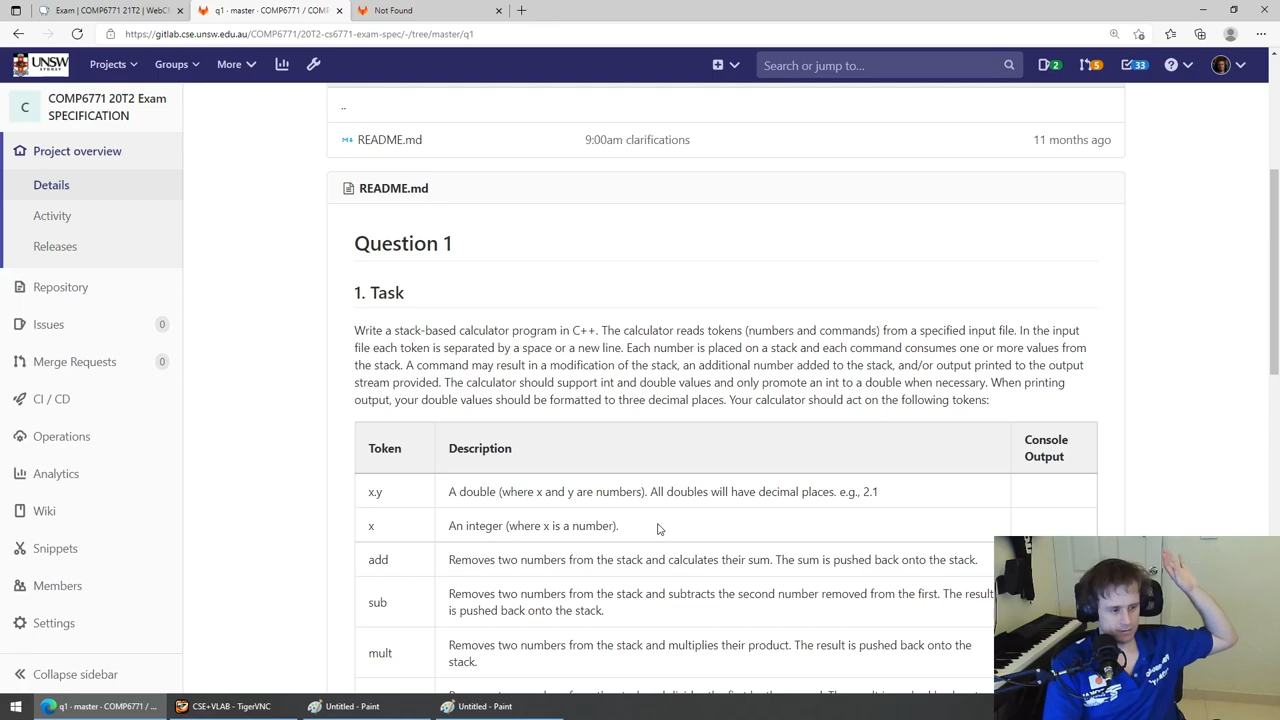 Exam | COMP6771 21T2 | WebC
q1 · master · COMP6771 / COMP
Not Found
https://gitlab.cse.unsw.edu.au/COMP6771/20T2-cs6771-exam-spec/-/tree/master/q1
UNSW
SYDNEY
Projects
Groups
More
Search or jump to...
2
5
33
C
COMP6771 20T2 Exam
SPECIFICATION
Project overview
Details
Activity
Releases
Repository
Issues 0
Merge Requests 0
CI / CD
Operations
Analytics
Wiki
Snippets
Members
Settings
Collapse sidebar
..
README.md 9:00am clarifications 11 months ago
README.md
Question 1
1. Task
Write a stack-based calculator program in C++. The calculator reads tokens (numbers and commands) from a specified input file. In the input
file each token is separated by a space or a new line. Each number is placed on a stack and each command consumes one or more values from
the stack. A command may result in a modification of the stack, an additional number added to the stack, and/or output printed to the output
stream provided. The calculator should support int and double values and only promote an int to a double when necessary. When printing
output, your double values should be formatted to three decimal places. Your calculator should act on the following tokens:
Token Description Console
Output
x.y A double (where x and y are numbers). All doubles will have decimal places. e.g., 2.1
x An integer (where x is a number).
add Removes two numbers from the stack and calculates their sum. The sum is pushed back onto the stack.
sub Removes two numbers from the stack and subtracts the second number removed from the first. The result
is pushed back onto the stack.
mult Removes two numbers from the stack and multiplies their product. The result is pushed back onto the
stack.
q1 · master · COMP6771 / ...
CSE+VLAB - TigerVNC
Untitled - Paint
Untitled - Paint